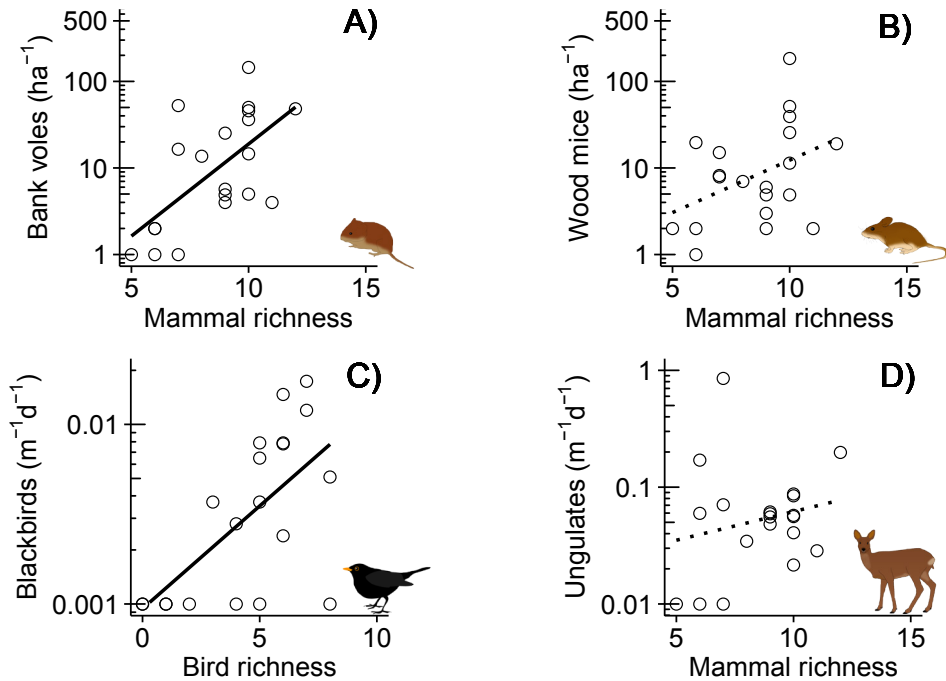 A)
Bank voles (ha⁻¹)
500
100
10
1
5
10
15
Mammal richness
B)
Wood mice (ha⁻¹)
500
100
10
1
5
10
15
Mammal richness
C)
Blackbirds (m⁻¹d⁻¹)
0.01
0.001
0
5
10
Bird richness
D)
Ungulates (m⁻¹d⁻¹)
1
0.1
0.01
5
10
15
Mammal richness